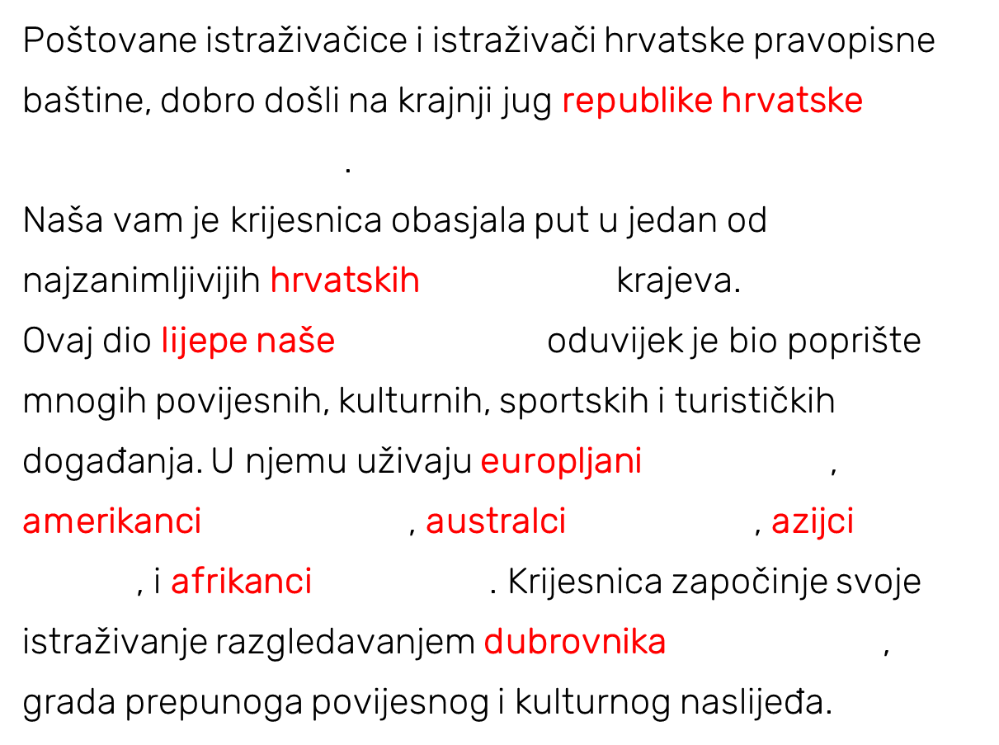 Poštovane istraživačice i istraživači hrvatske pravopisne
baštine, dobro došli na krajnji jug republike hrvatske
.
Naša vam je krijesnica obasjala put u jedan od
najzanimljivijih hrvatskih krajeva.
Ovaj dio lijepe naše oduvijek je bio poprište
mnogih povijesnih, kulturnih, sportskih i turističkih
događanja. U njemu uživaju europljani ,
amerikanci , australci , azijci
, i afrikanci . Krijesnica započinje svoje
istraživanje razgledavanjem dubrovnika ,
grada prepunoga povijesnog i kulturnog naslijeđa.